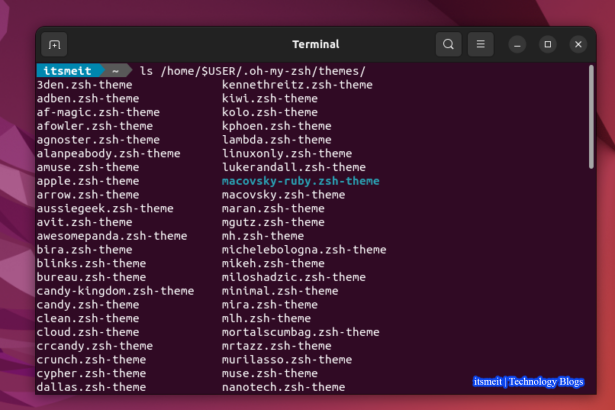 Terminal
itsmeit ~ ls /home/$USER/.oh-my-zsh/themes/
3den.zsh-theme kennethreitz.zsh-theme
adben.zsh-theme kiwi.zsh-theme
af-magic.zsh-theme kolo.zsh-theme
afowler.zsh-theme kphoen.zsh-theme
agnoster.zsh-theme lambda.zsh-theme
alanpeabody.zsh-theme linuxonly.zsh-theme
amuse.zsh-theme lukerandall.zsh-theme
apple.zsh-theme macovsky-ruby.zsh-theme
arrow.zsh-theme macovsky.zsh-theme
aussiegeek.zsh-theme maran.zsh-theme
avit.zsh-theme mgutz.zsh-theme
awesomepanda.zsh-theme mh.zsh-theme
bira.zsh-theme michelebologna.zsh-theme
blinks.zsh-theme mikeh.zsh-theme
bureau.zsh-theme miloshadzic.zsh-theme
candy-kingdom.zsh-theme minimal.zsh-theme
candy.zsh-theme mira.zsh-theme
clean.zsh-theme mlh.zsh-theme
cloud.zsh-theme mortalscumbag.zsh-theme
crcandy.zsh-theme mrtazz.zsh-theme
crunch.zsh-theme murilasso.zsh-theme
cypher.zsh-theme muse.zsh-theme
dallas.zsh-theme nanotech.zsh-theme
itsmeit | Technology Blogs